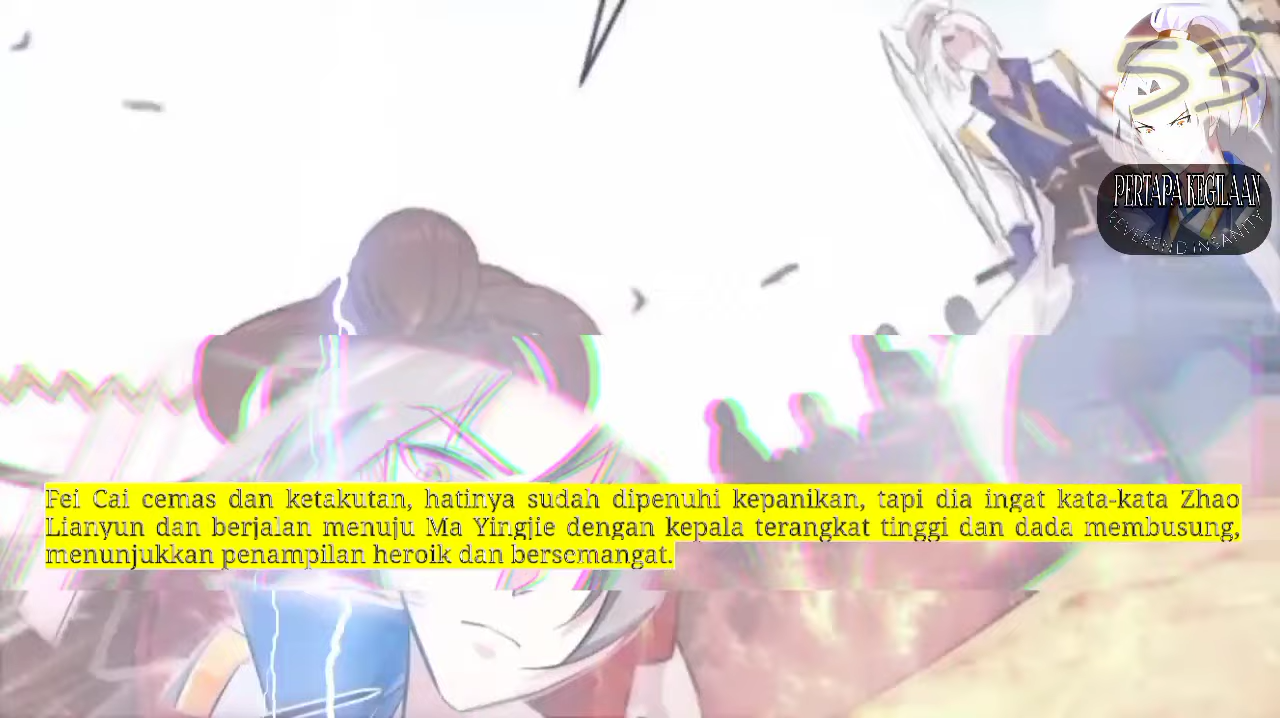 53
PERTAPA KEGILAAN
REVEREND INSANITY
Fei Cai cemas dan ketakutan, hatinya sudah dipenuhi kepanikan, tapi dia ingat kata-kata Zhao
Lianyun dan berjalan menuju Ma Yingjie dengan kepala terangkat tinggi dan dada membusung,
menunjukkan penampilan heroik dan bersemangat.